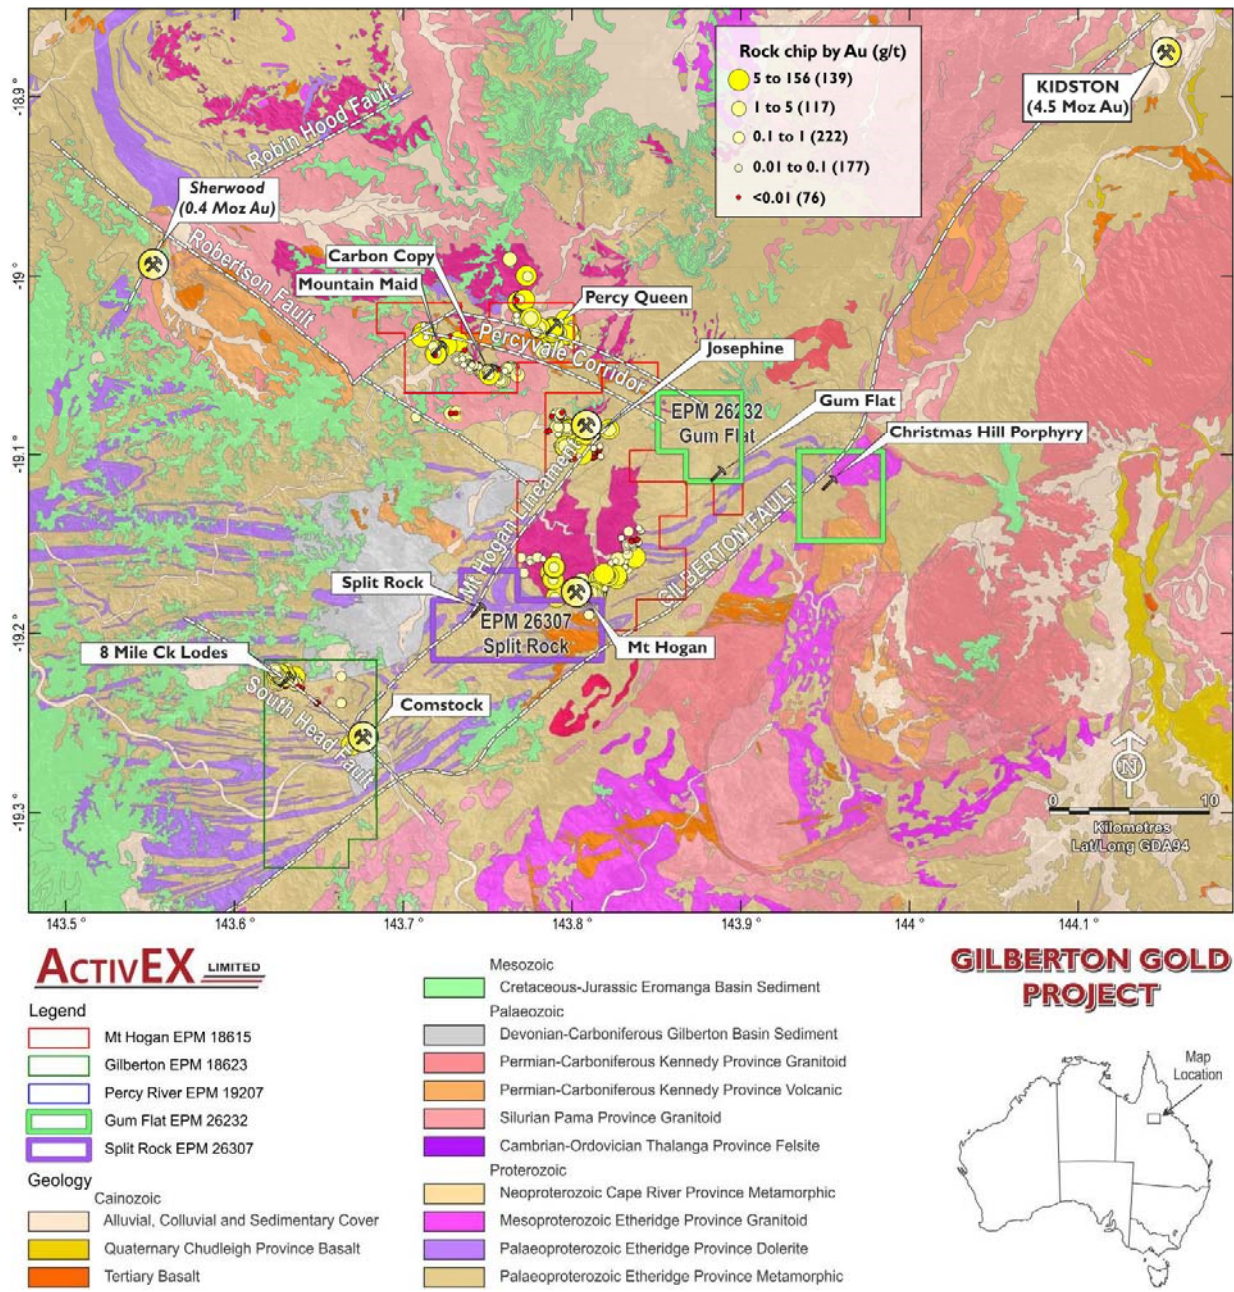 Rock chip by Au (g/t)
5 to 156 (139)
1 to 5 (117)
0.1 to 1 (222)
0.01 to 0.1 (177)
<0.01 (76)
KIDSTON
(4.5 Moz Au)
-18.9
Robin Hood Fault
Sherwood
(0.4 Moz Au)
Robertson Fault
Carbon Copy
Mountain Maid
-19
Percy Queen
Percyvale Corridor
Josephine
EPM 26232
Gum Flat
Gum Flat
Christmas Hill Porphyry
-19.1
Mt Hogan Lineament
GILBERTON FAULT
Split Rock
EPM 26307
Split Rock
Mt Hogan
-19.2
8 Mile Ck Lodes
South Head Fault
Comstock
-19.3
N
0 10
Kilometres
Lat/Long GDA94
143.5 °
143.6 °
143.7 °
143.8 °
143.9 °
144 °
144.1 °
ACTIVEX LIMITED
Legend
Mt Hogan EPM 18615
Gilberton EPM 18623
Percy River EPM 19207
Gum Flat EPM 26232
Split Rock EPM 26307
Geology
Cainozoic
Alluvial, Colluvial and Sedimentary Cover
Quaternary Chudleigh Province Basalt
Tertiary Basalt
Mesozoic
Cretaceous-Jurassic Eromanga Basin Sediment
Palaeozoic
Devonian-Carboniferous Gilberton Basin Sediment
Permian-Carboniferous Kennedy Province Granitoid
Permian-Carboniferous Kennedy Province Volcanic
Silurian Pama Province Granitoid
Cambrian-Ordovician Thalanga Province Felsite
Proterozoic
Neoproterozoic Cape River Province Metamorphic
Mesoproterozoic Etheridge Province Granitoid
Palaeoproterozoic Etheridge Province Dolerite
Palaeoproterozoic Etheridge Province Metamorphic
GILBERTON GOLD
PROJECT
Map
Location